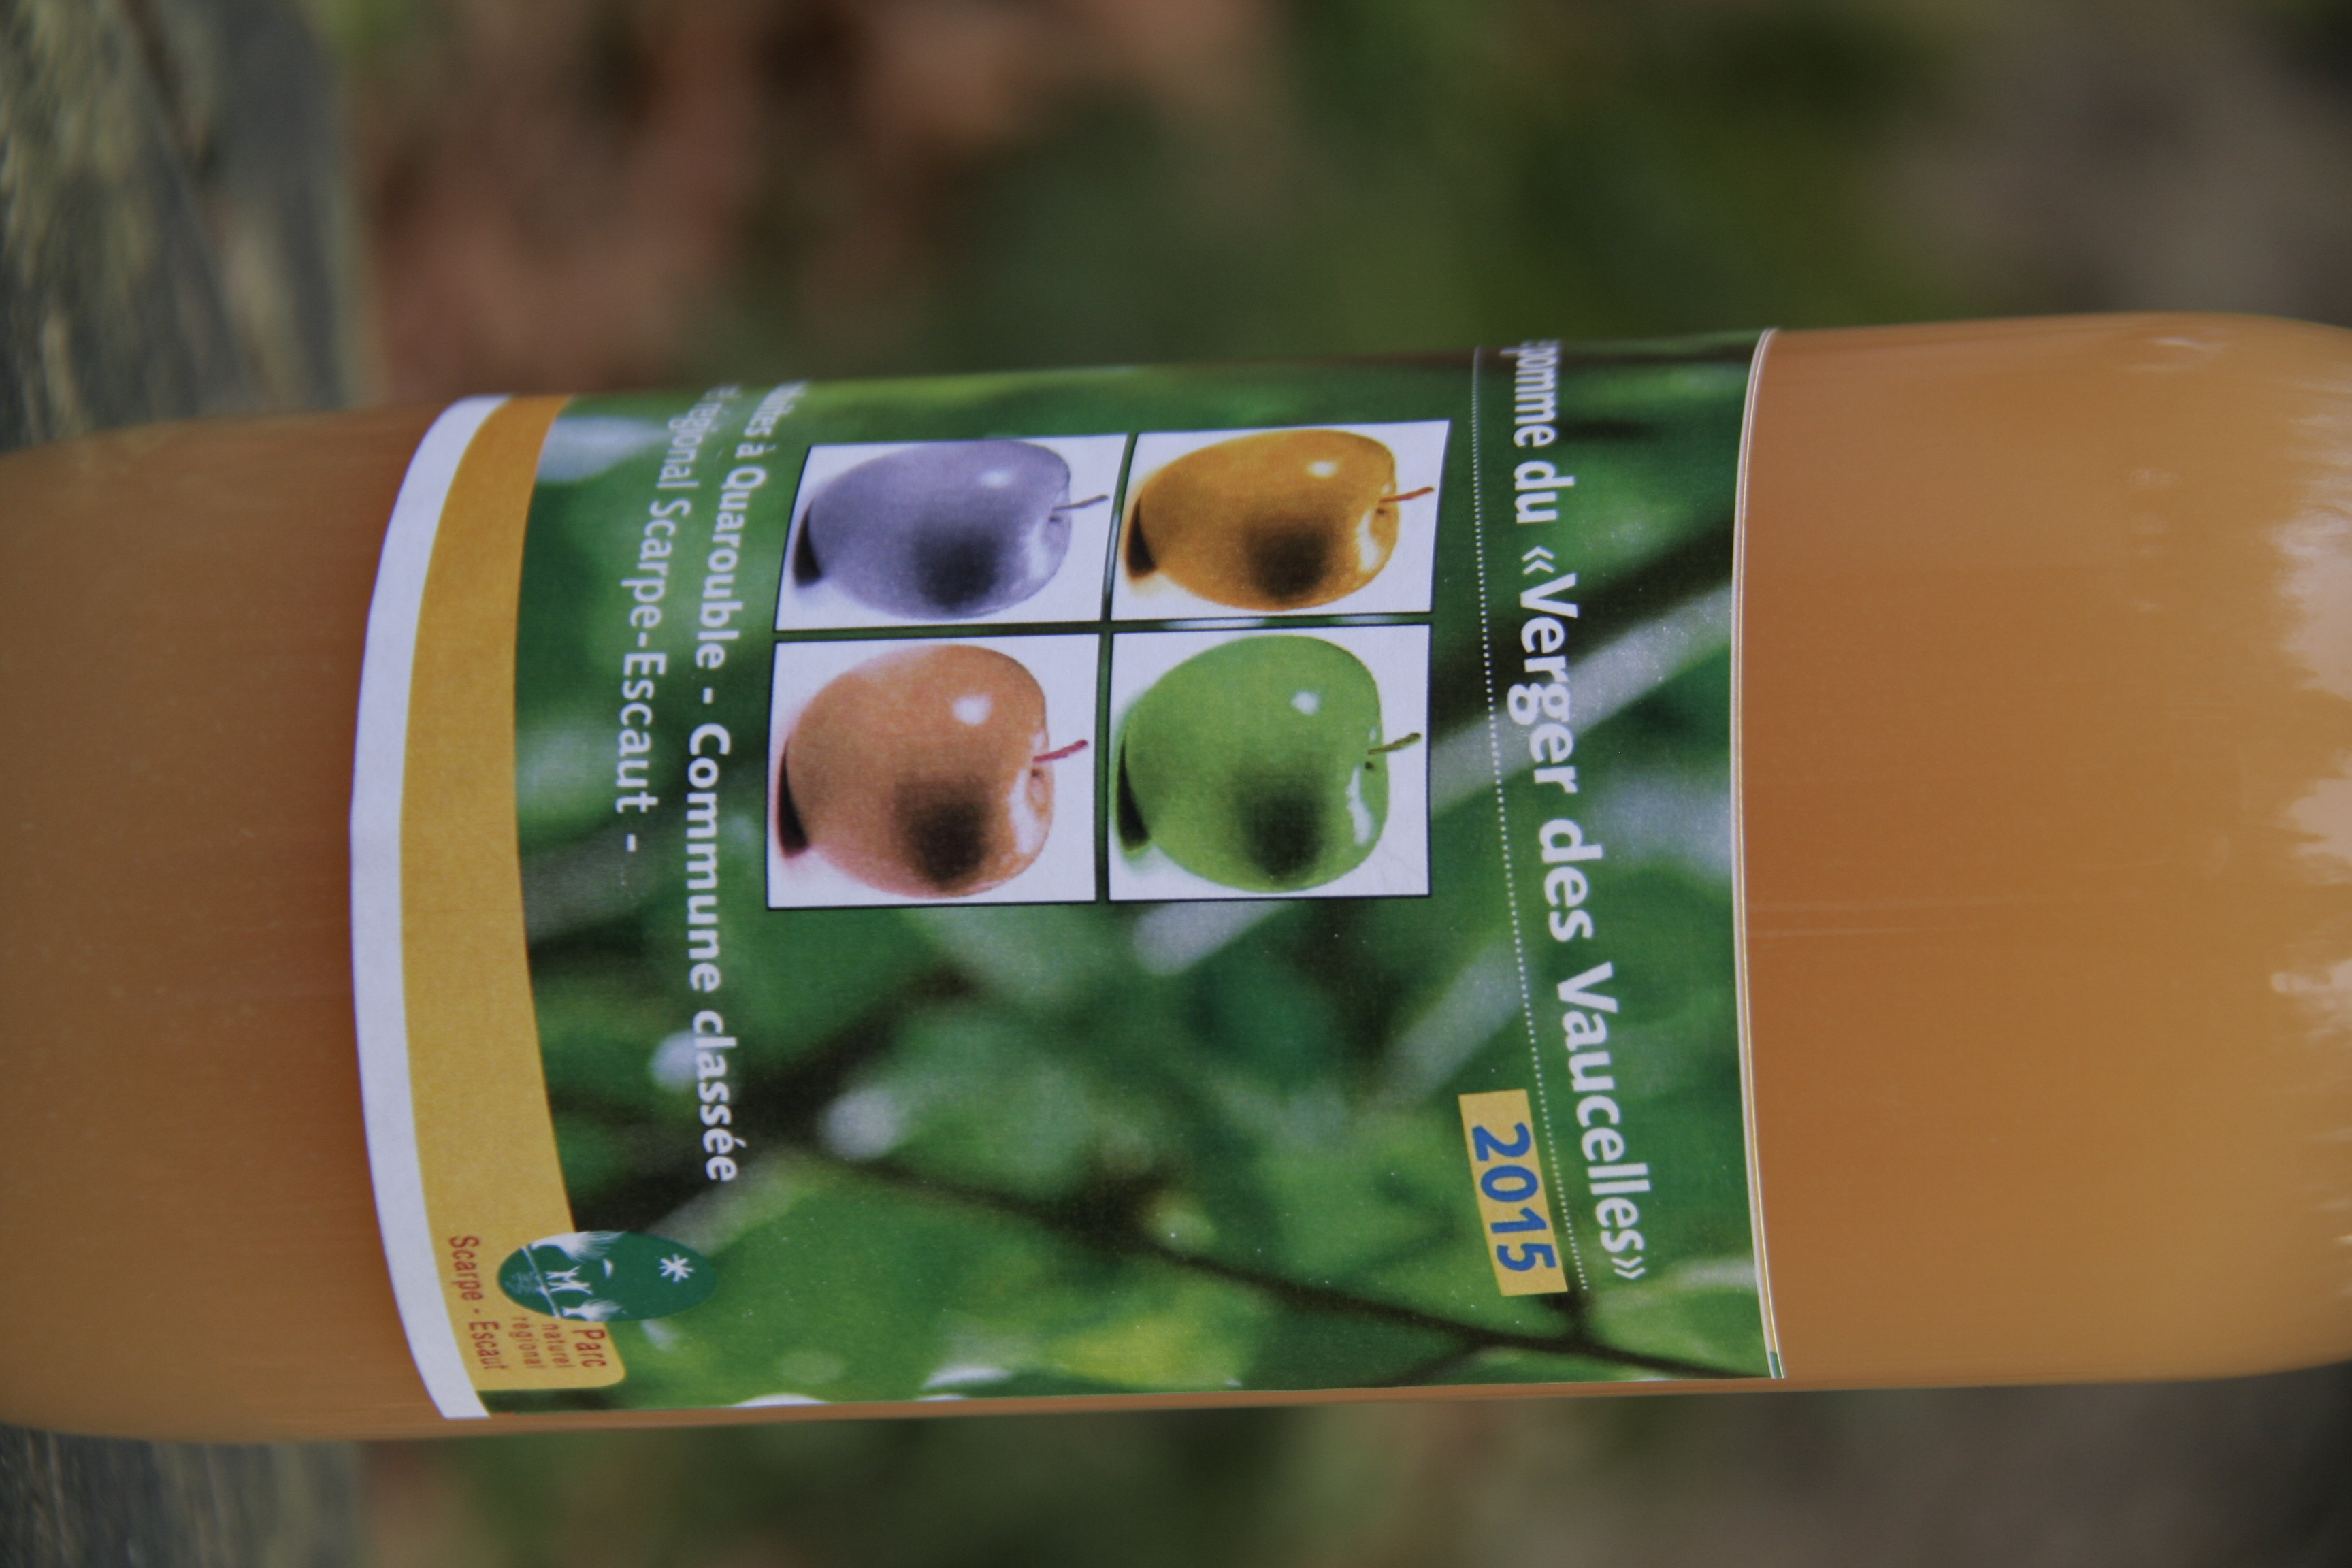 pomme du «Verger des Vaucelles»
2015
à Quarouble - Commune classée
régional Scarpe-Escaut -
Parc
naturel
régional
Scarpe - Escaut